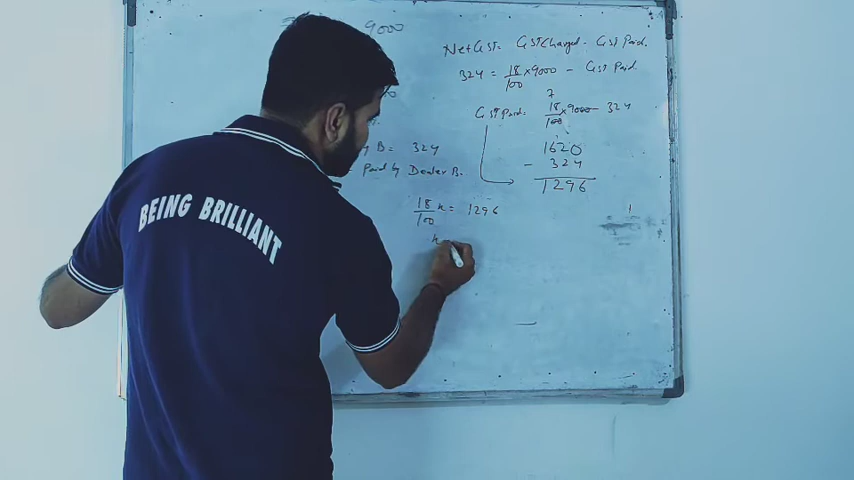 9000
Net GST = GST Charged - GST Paid.
324 = 18/100 × 9000 - GST Paid.
GST Paid = 18/100 × 9000 - 324
1620
- 324
1296
B = 324
Paid by Dealer B.
18/100 x = 1296
x
BEING BRILLIANT